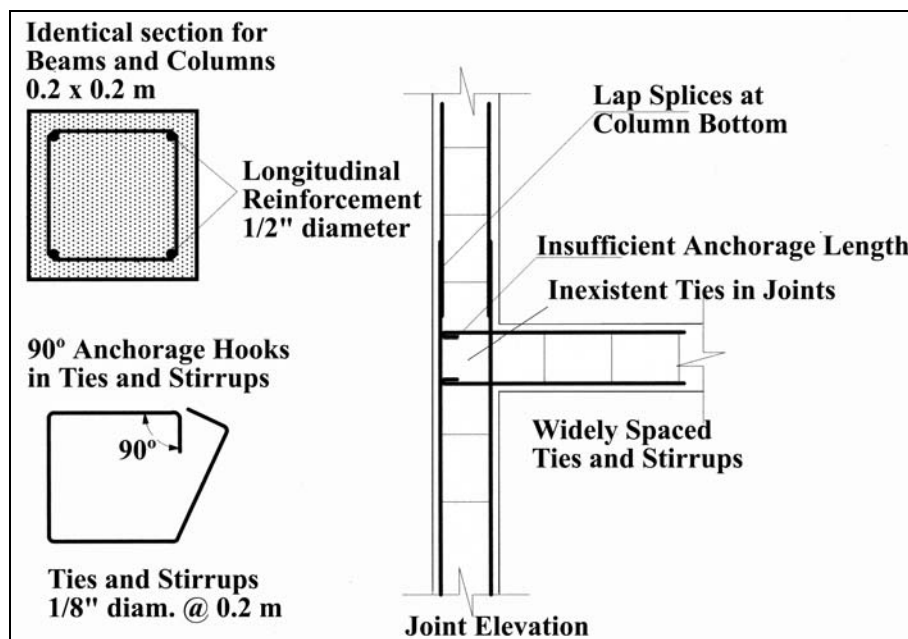 Identical section for
Beams and Columns
0.2 x 0.2 m
Longitudinal
Reinforcement
1/2" diameter
90º Anchorage Hooks
in Ties and Stirrups
90º
Ties and Stirrups
1/8" diam. @ 0.2 m
Lap Splices at
Column Bottom
Insufficient Anchorage Length
Inexistent Ties in Joints
Widely Spaced
Ties and Stirrups
Joint Elevation